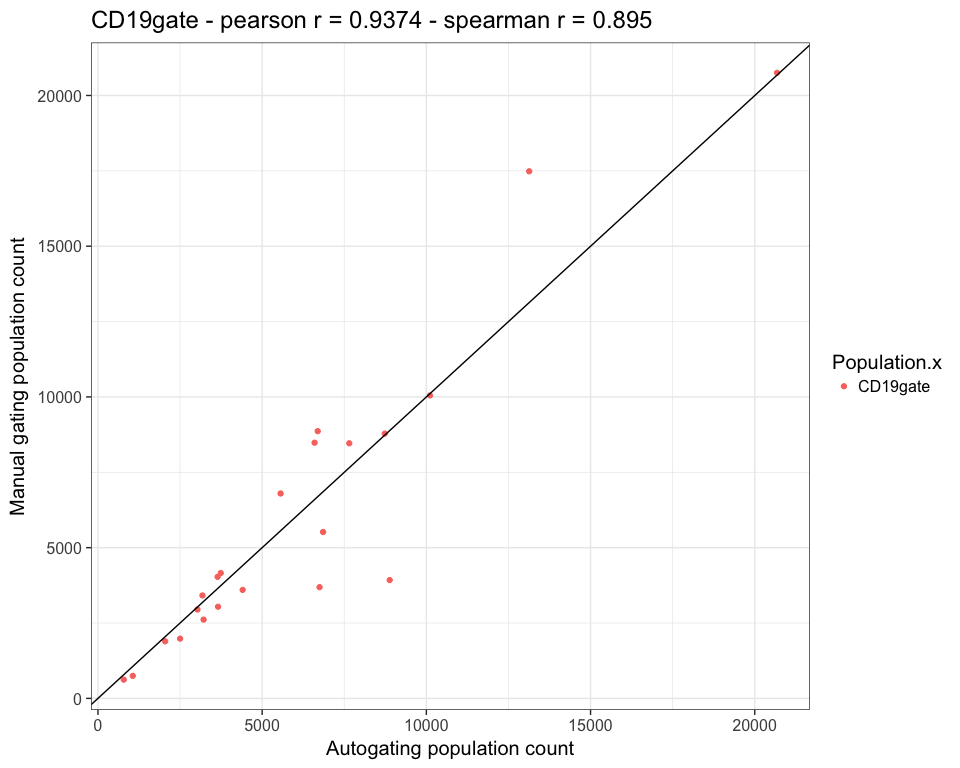 CD19gate - pearson r = 0.9374 - spearman r = 0.895
Manual gating population count
20000
15000
10000
5000
0
0 5000 10000 15000 20000
Autogating population count
Population.x
CD19gate